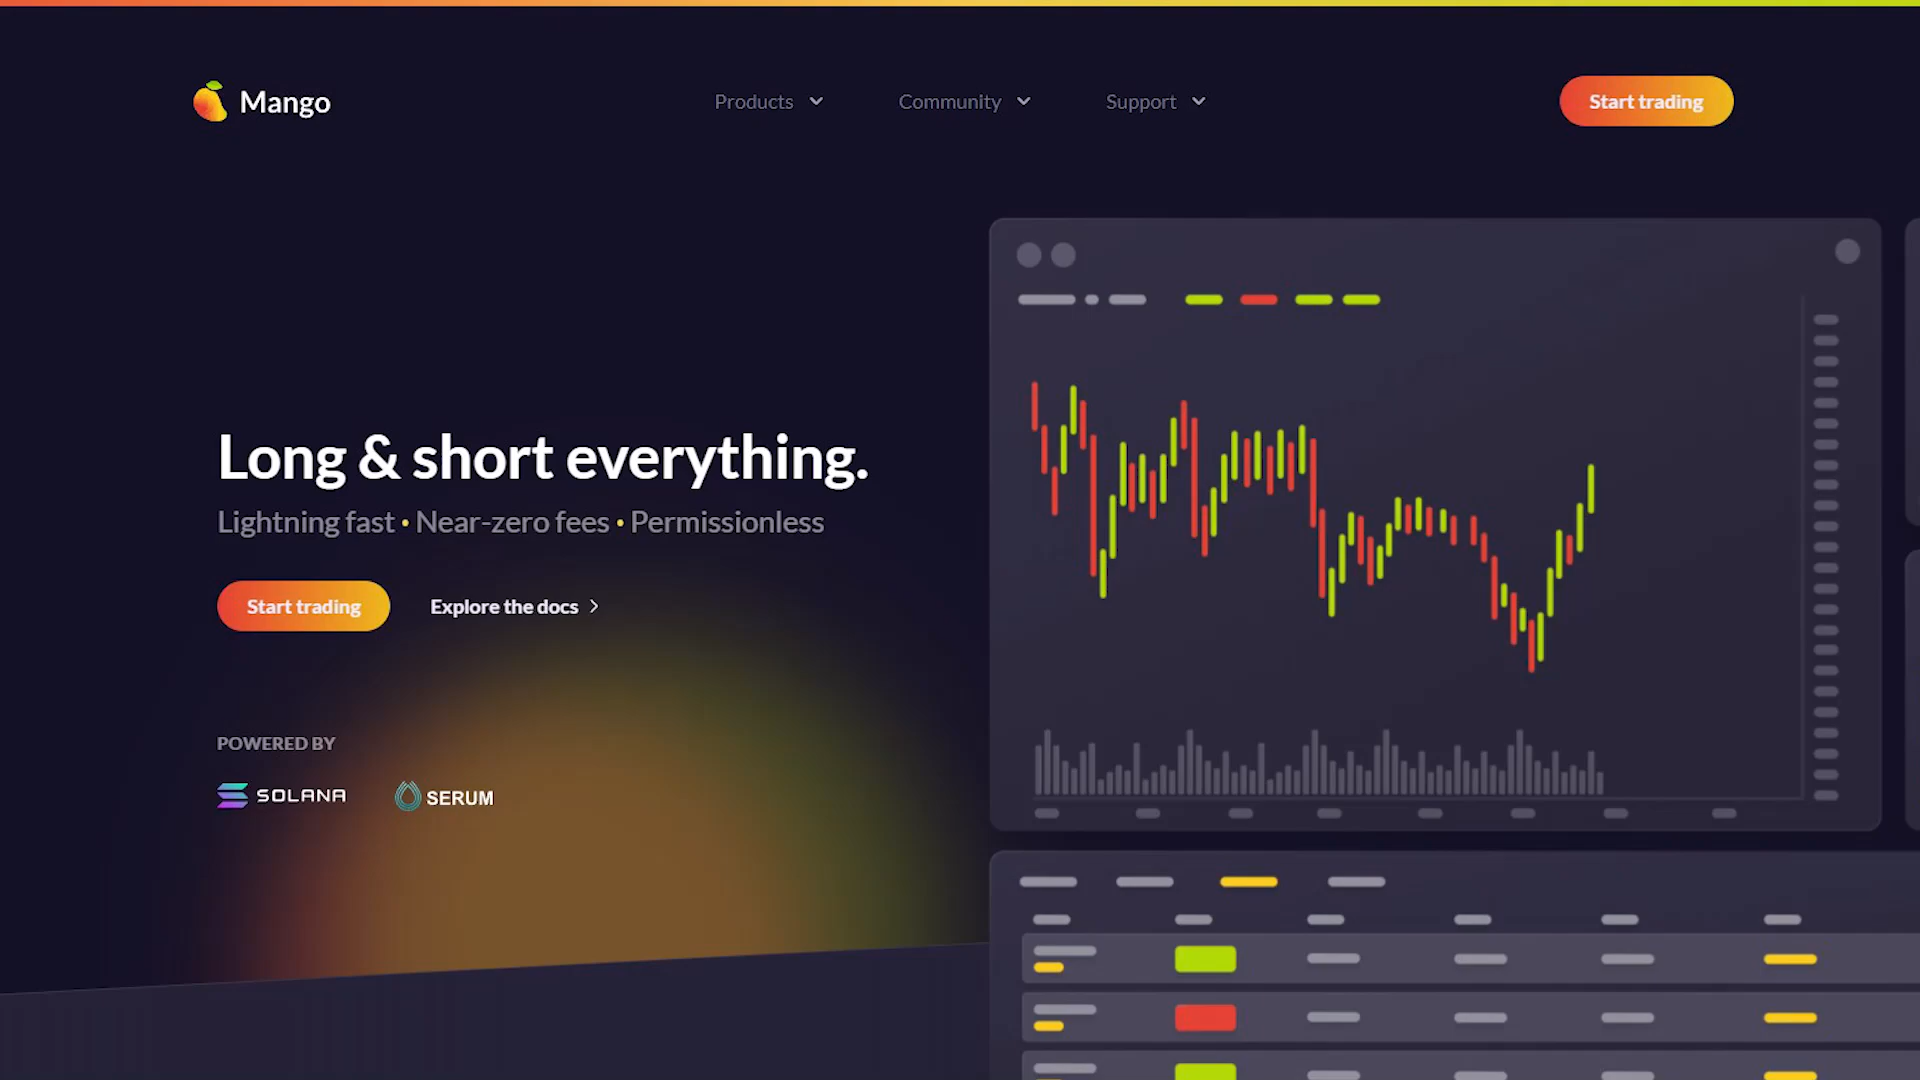 Mango
Products
Community
Support
Start trading
Long & short everything.
Lightning fast • Near-zero fees • Permissionless
Start trading
Explore the docs
POWERED BY
SOLANA
SERUM